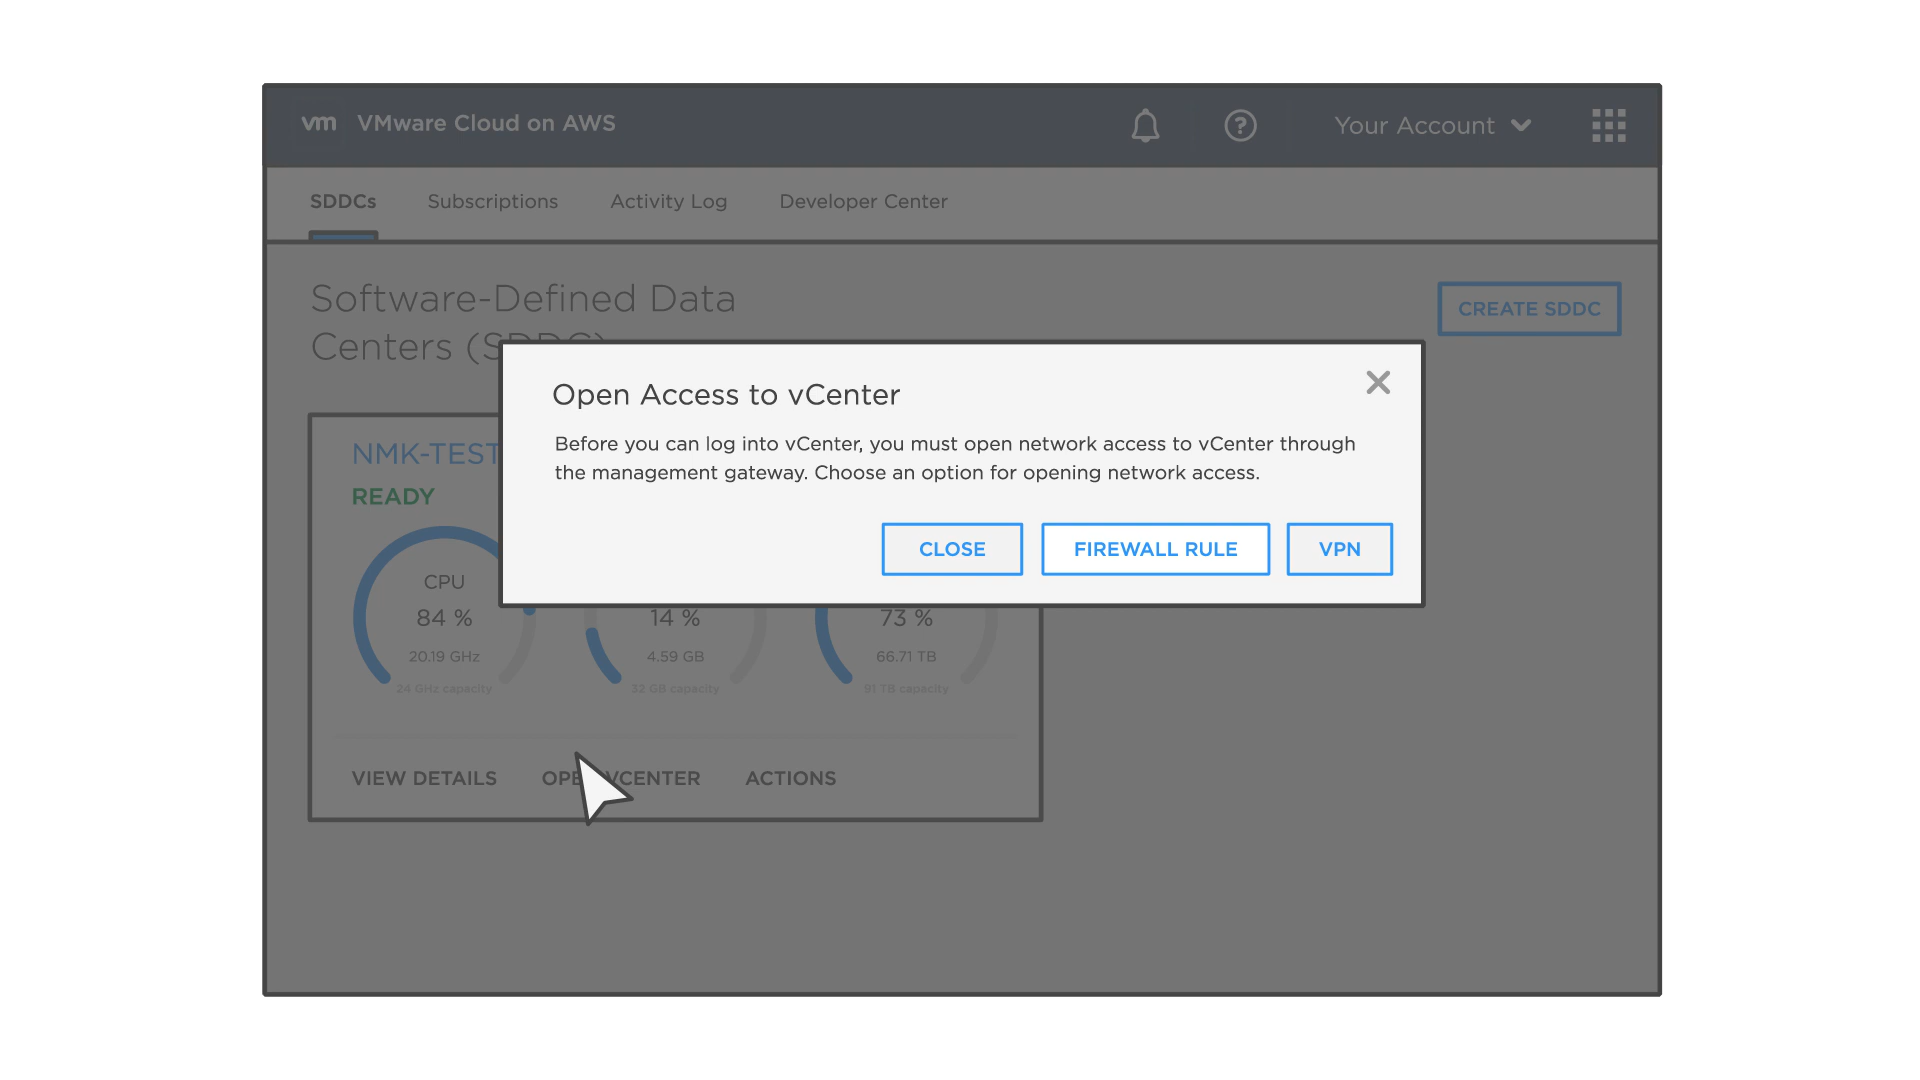 vm VMware Cloud on AWS Your Account
SDDCs Subscriptions Activity Log Developer Center
Software-Defined Data
Centers
CREATE SDDC
Open Access to vCenter
Before you can log into vCenter, you must open network access to vCenter through
the management gateway. Choose an option for opening network access.
CLOSE FIREWALL RULE VPN
NMK-TEST
READY
CPU
84 % 14 % 73 %
20.19 GHz 4.59 GB 66.71 TB
24 GHz capacity 32 GB capacity 91 TB capacity
VIEW DETAILS VCENTER ACTIONS